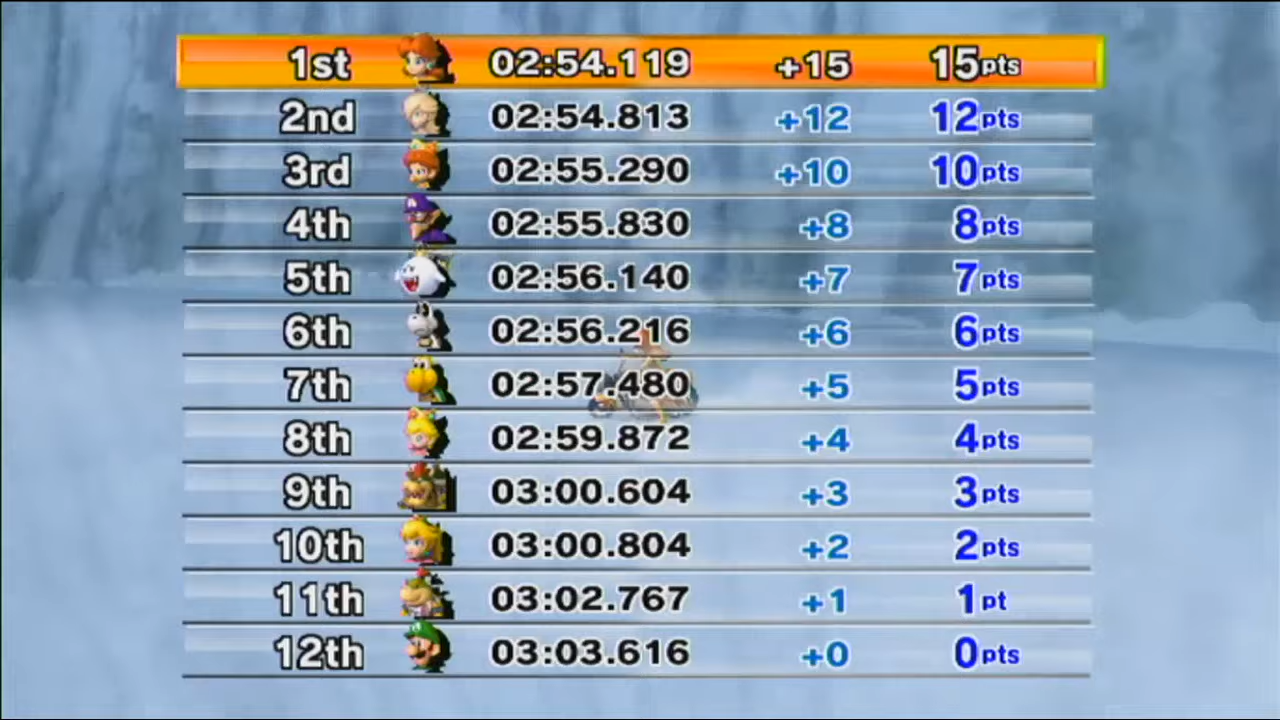 1st 02:54.119 +15 15pts
2nd 02:54.813 +12 12pts
3rd 02:55.290 +10 10pts
4th 02:55.830 +8 8pts
5th 02:56.140 +7 7pts
6th 02:56.216 +6 6pts
7th 02:57.480 +5 5pts
8th 02:59.872 +4 4pts
9th 03:00.604 +3 3pts
10th 03:00.804 +2 2pts
11th 03:02.767 +1 1pt
12th 03:03.616 +0 0pts